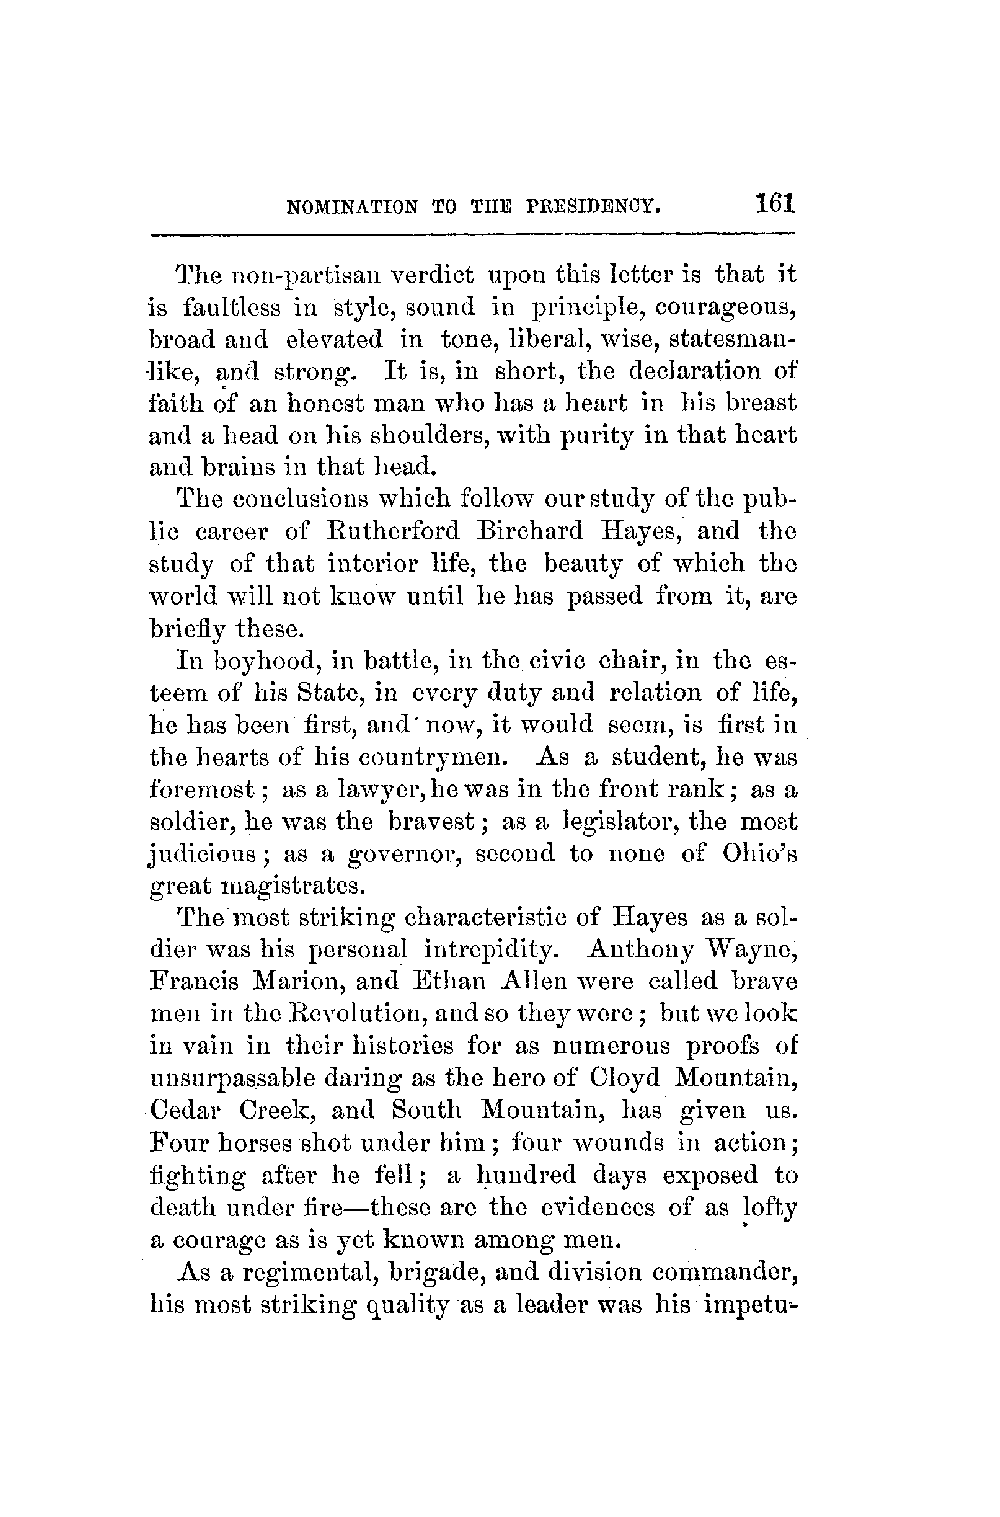 NOMINATION TO THE PRESIDENCY. 161
The non-partisan verdict upon this letter is that it
is faultless in style, sound in principle, courageous,
broad and elevated in tone, liberal, wise, statesman-
like, and strong. It is, in short, the declaration of
faith of an honest man who has a heart in his breast
and a head on his shoulders, with purity in that heart
and brains in that head.
The conclusions which follow our study of the pub-
lic career of Rutherford Birchard Hayes, and the
study of that interior life, the beauty of which the
world will not know until he has passed from it, are
briefly these.
In boyhood, in battle, in the civic chair, in the es-
teem of his State, in every duty and relation of life,
he has been first, and now, it would seem, is first in
the hearts of his countrymen. As a student, he was
foremost; as a lawyer, he was in the front rank; as a
soldier, he was the bravest; as a legislator, the most
judicious; as a governor, second to none of Ohio's
great magistrates.
The most striking characteristic of Hayes as a sol-
dier was his personal intrepidity. Anthony Wayne,
Francis Marion, and Ethan Allen were called brave
men in the Revolution, and so they were; but we look
in vain in their histories for as numerous proofs of
unsurpassable daring as the hero of Cloyd Mountain,
Cedar Creek, and South Mountain, has given us.
Four horses shot under him; four wounds in action;
fighting after he fell; a hundred days exposed to
death under fire—these are the evidences of as lofty
a courage as is yet known among men.
As a regimental, brigade, and division commander,
his most striking quality as a leader was his impetu-